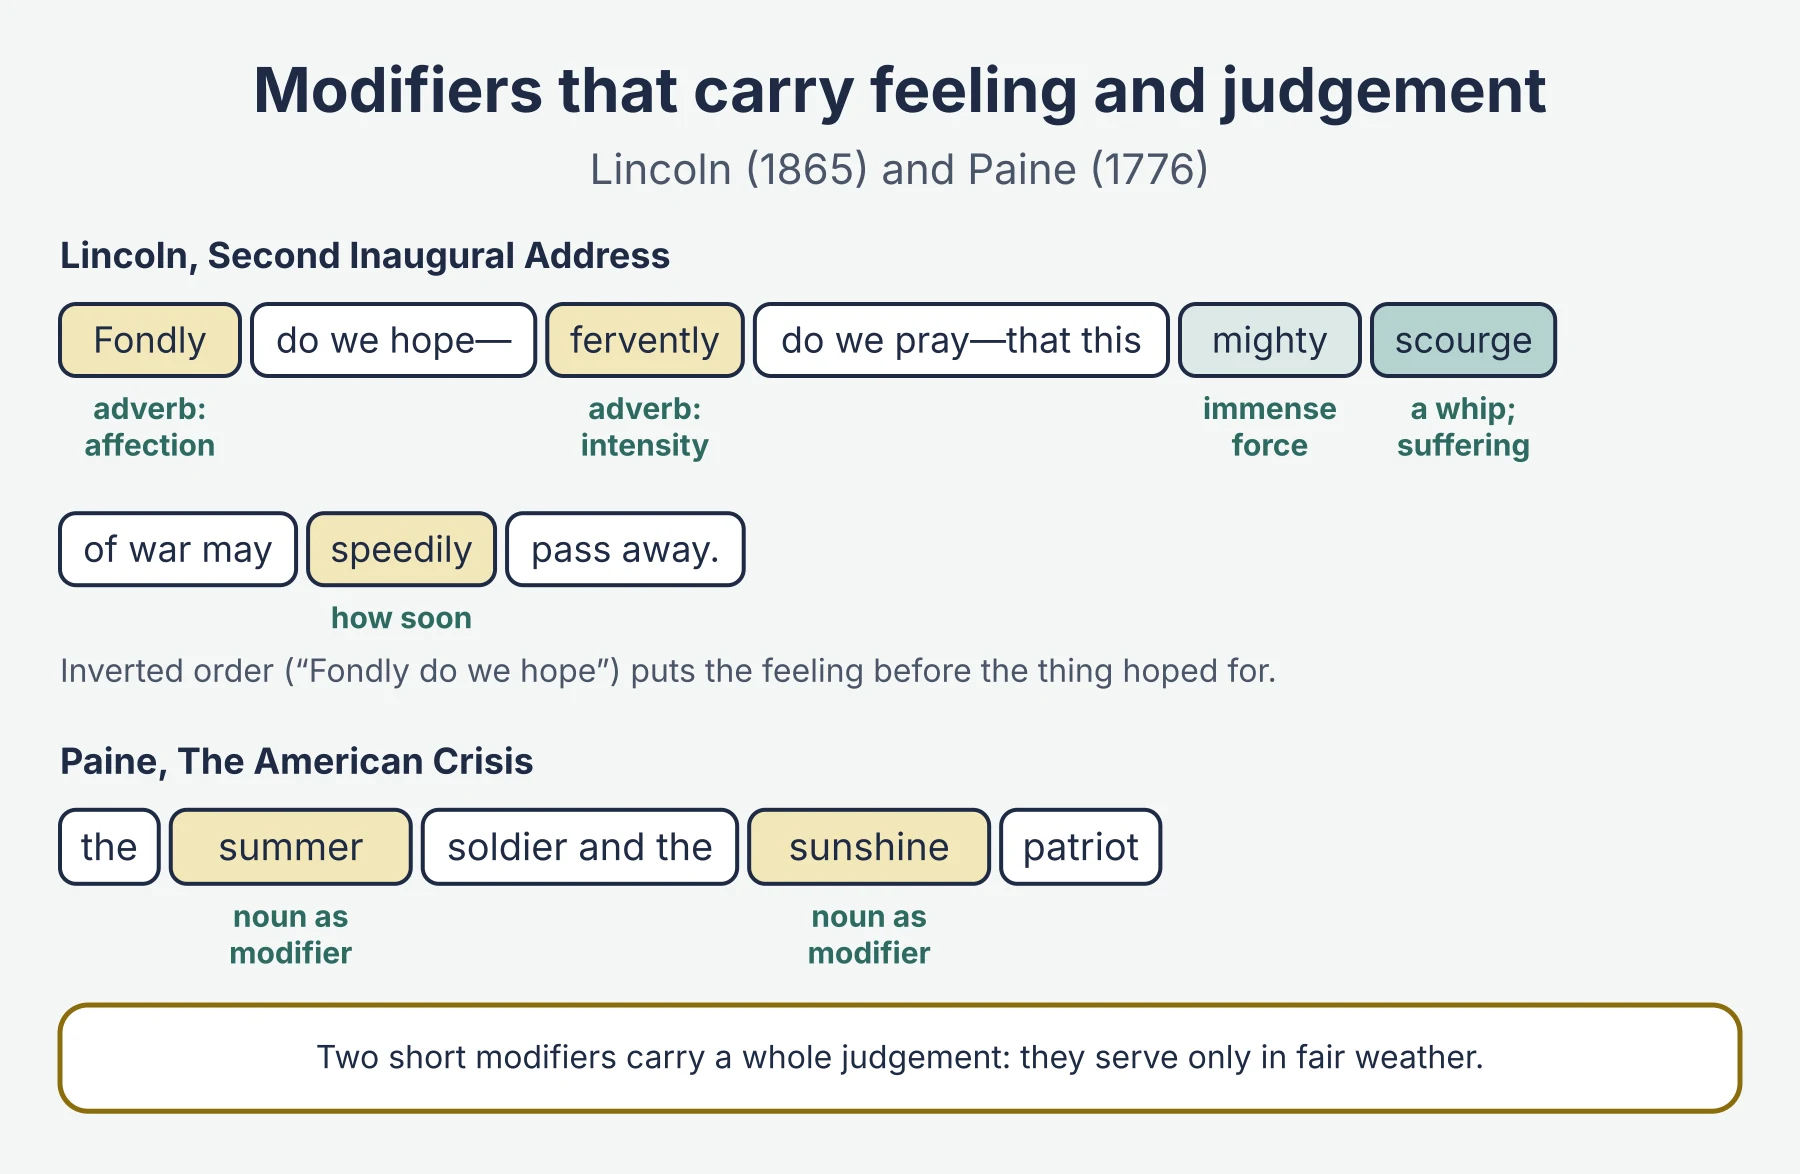 Modifiers that carry feeling and judgement
Lincoln (1865) and Paine (1776)
Lincoln, Second Inaugural Address
Fondly do we hope— fervently do we pray—that this mighty scourge
adverb: affection adverb: intensity immense force a whip; suffering
of war may speedily pass away.
how soon
Inverted order (“Fondly do we hope”) puts the feeling before the thing hoped for.
Paine, The American Crisis
the summer soldier and the sunshine patriot
noun as modifier noun as modifier
Two short modifiers carry a whole judgement: they serve only in fair weather.